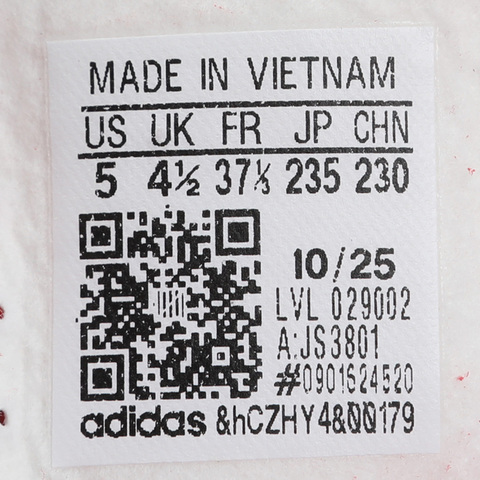 MADE IN VIETNAM
US UK FR JP CHN
5 4½ 37⅓ 235 230
10/25
LVL 029002
A:JS3801
#0901624520
adidas &hCZHY4&00179